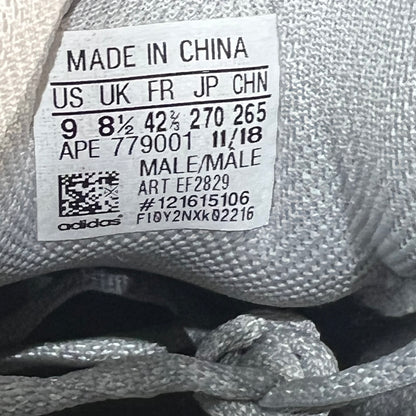 MADE IN CHINA
US UK FR JP CHN
9 8½ 42⅔ 270 265
APE 779001 11/18
MALE/MÂLE
ART EF2829
#121615106
FI0Y2NXk02216
adidas